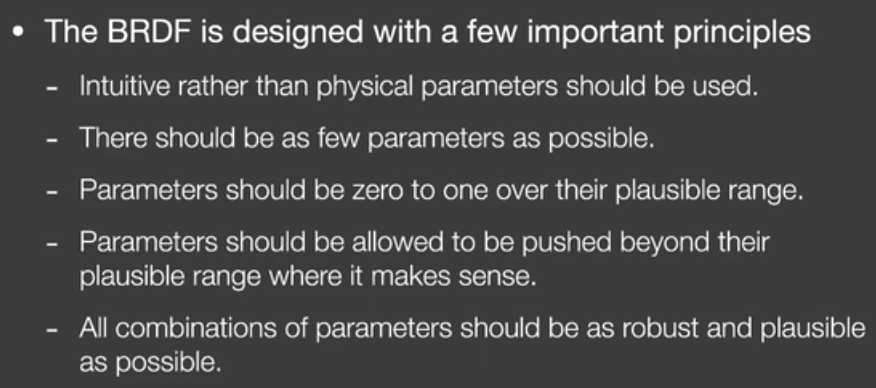 • The BRDF is designed with a few important principles
- Intuitive rather than physical parameters should be used.
- There should be as few parameters as possible.
- Parameters should be zero to one over their plausible range.
- Parameters should be allowed to be pushed beyond their
plausible range where it makes sense.
- All combinations of parameters should be as robust and plausible
as possible.